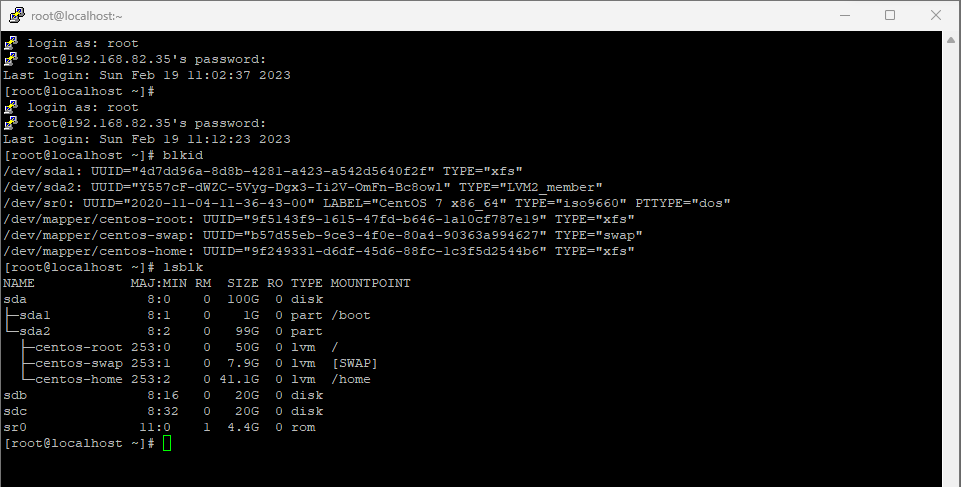 root@localhost:~
login as: root
root@192.168.82.35's password:
Last login: Sun Feb 19 11:02:37 2023
[root@localhost ~]#
login as: root
root@192.168.82.35's password:
Last login: Sun Feb 19 11:12:23 2023
[root@localhost ~]# blkid
/dev/sda1: UUID="4d7dd96a-8d8b-4281-a423-a542d5640f2f" TYPE="xfs"
/dev/sda2: UUID="Y557cF-dWZC-5Vyg-Dgx3-Ii2V-OmFn-Bc8owl" TYPE="LVM2_member"
/dev/sr0: UUID="2020-11-04-11-36-43-00" LABEL="CentOS 7 x86_64" TYPE="iso9660" PTTYPE="dos"
/dev/mapper/centos-root: UUID="9f5143f9-1615-47fd-b646-1a10cf787e19" TYPE="xfs"
/dev/mapper/centos-swap: UUID="b57d55eb-9ce3-4f0e-80a4-90363a994627" TYPE="swap"
/dev/mapper/centos-home: UUID="9f249331-d6df-45d6-88fc-1c3f5d2544b6" TYPE="xfs"
[root@localhost ~]# lsblk
NAME            MAJ:MIN RM  SIZE RO TYPE MOUNTPOINT
sda               8:0    0  100G  0 disk
├─sda1            8:1    0    1G  0 part /boot
└─sda2            8:2    0   99G  0 part
  ├─centos-root 253:0    0   50G  0 lvm  /
  ├─centos-swap 253:1    0  7.9G  0 lvm  [SWAP]
  └─centos-home 253:2    0 41.1G  0 lvm  /home
sdb               8:16   0   20G  0 disk
sdc               8:32   0   20G  0 disk
sr0              11:0    1  4.4G  0 rom
[root@localhost ~]#